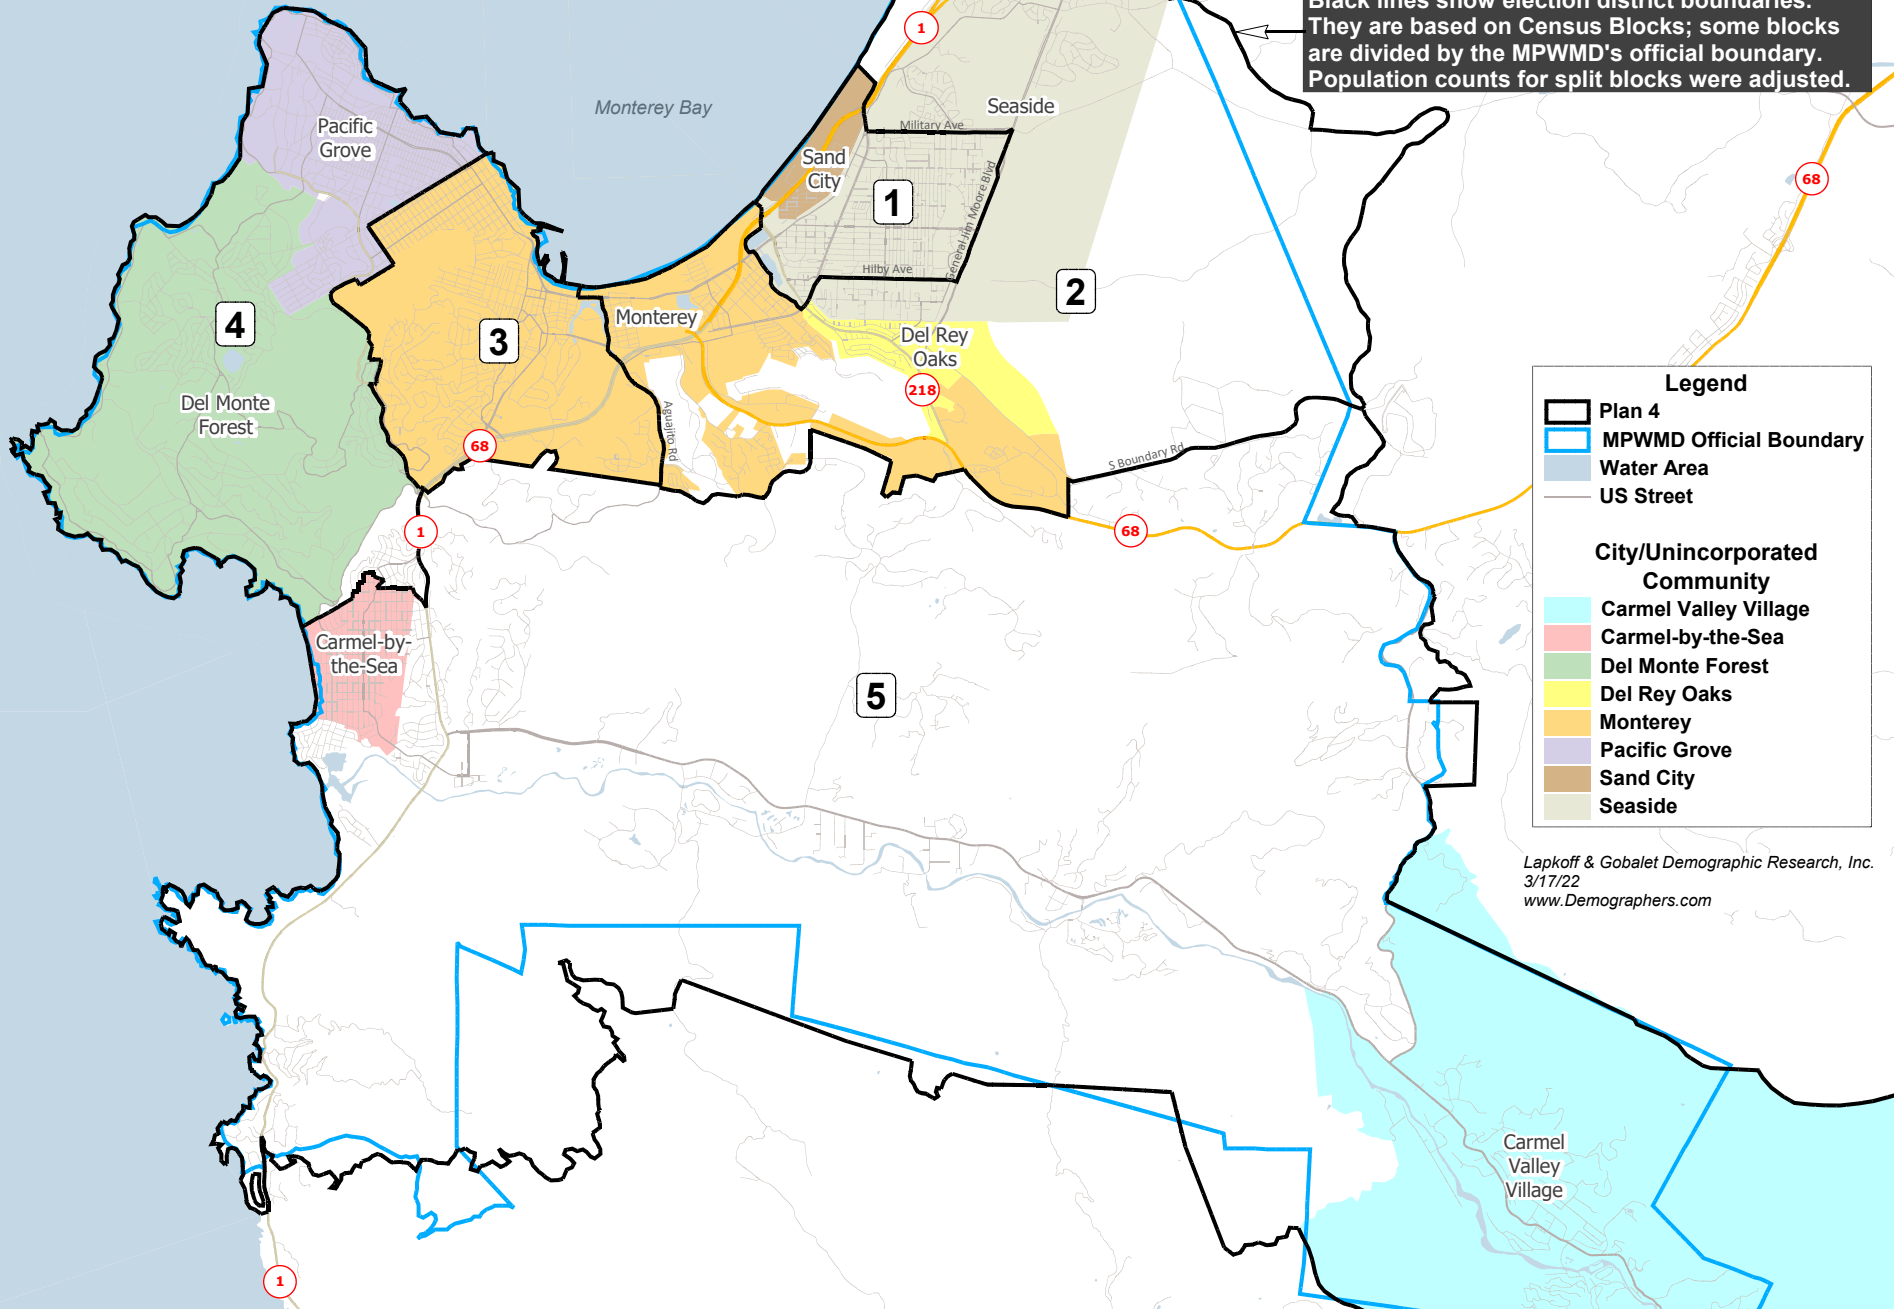 Black lines show election district boundaries.
They are based on Census Blocks; some blocks
are divided by the MPWMD's official boundary.
Population counts for split blocks were adjusted.
1
Monterey Bay
Seaside
Pacific
Grove
Military Ave
Sand
City
1
General Jim Moore Blvd
68
Hilby Ave
2
4
3
Monterey
Del Rey
Oaks
218
Del Monte
Forest
Aguajito Rd
68
S Boundary Rd
1
68
Carmel-by-
the-Sea
5
Legend
Plan 4
MPWMD Official Boundary
Water Area
US Street
City/Unincorporated
Community
Carmel Valley Village
Carmel-by-the-Sea
Del Monte Forest
Del Rey Oaks
Monterey
Pacific Grove
Sand City
Seaside
Lapkoff & Gobalet Demographic Research, Inc.
3/17/22
www.Demographers.com
Carmel
Valley
Village
1